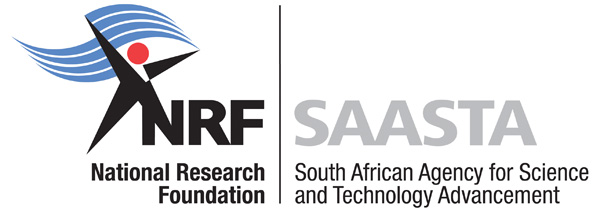 NRF
National Research
Foundation
SAASTA
South African Agency for Science
and Technology Advancement